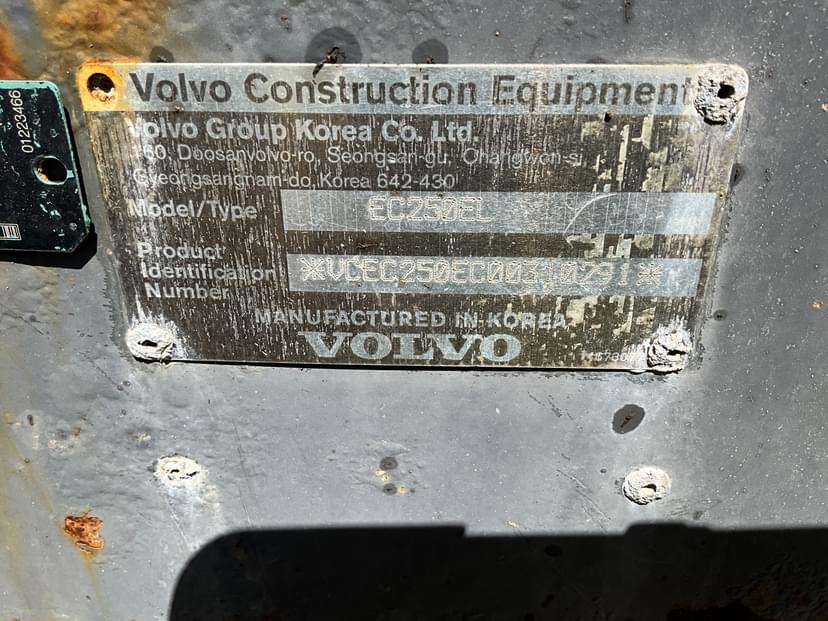 01223466
Volvo Construction Equipment
Volvo Group Korea Co. Ltd.
Doosanvolvo-ro, Seongsan-gu, Changwon-si,
Gyeongsangnam-do, Korea 642-430
Model/Type EC250EL
Product
Identification
Number
*VCEC250EC00310291*
MANUFACTURED IN KOREA
VOLVO